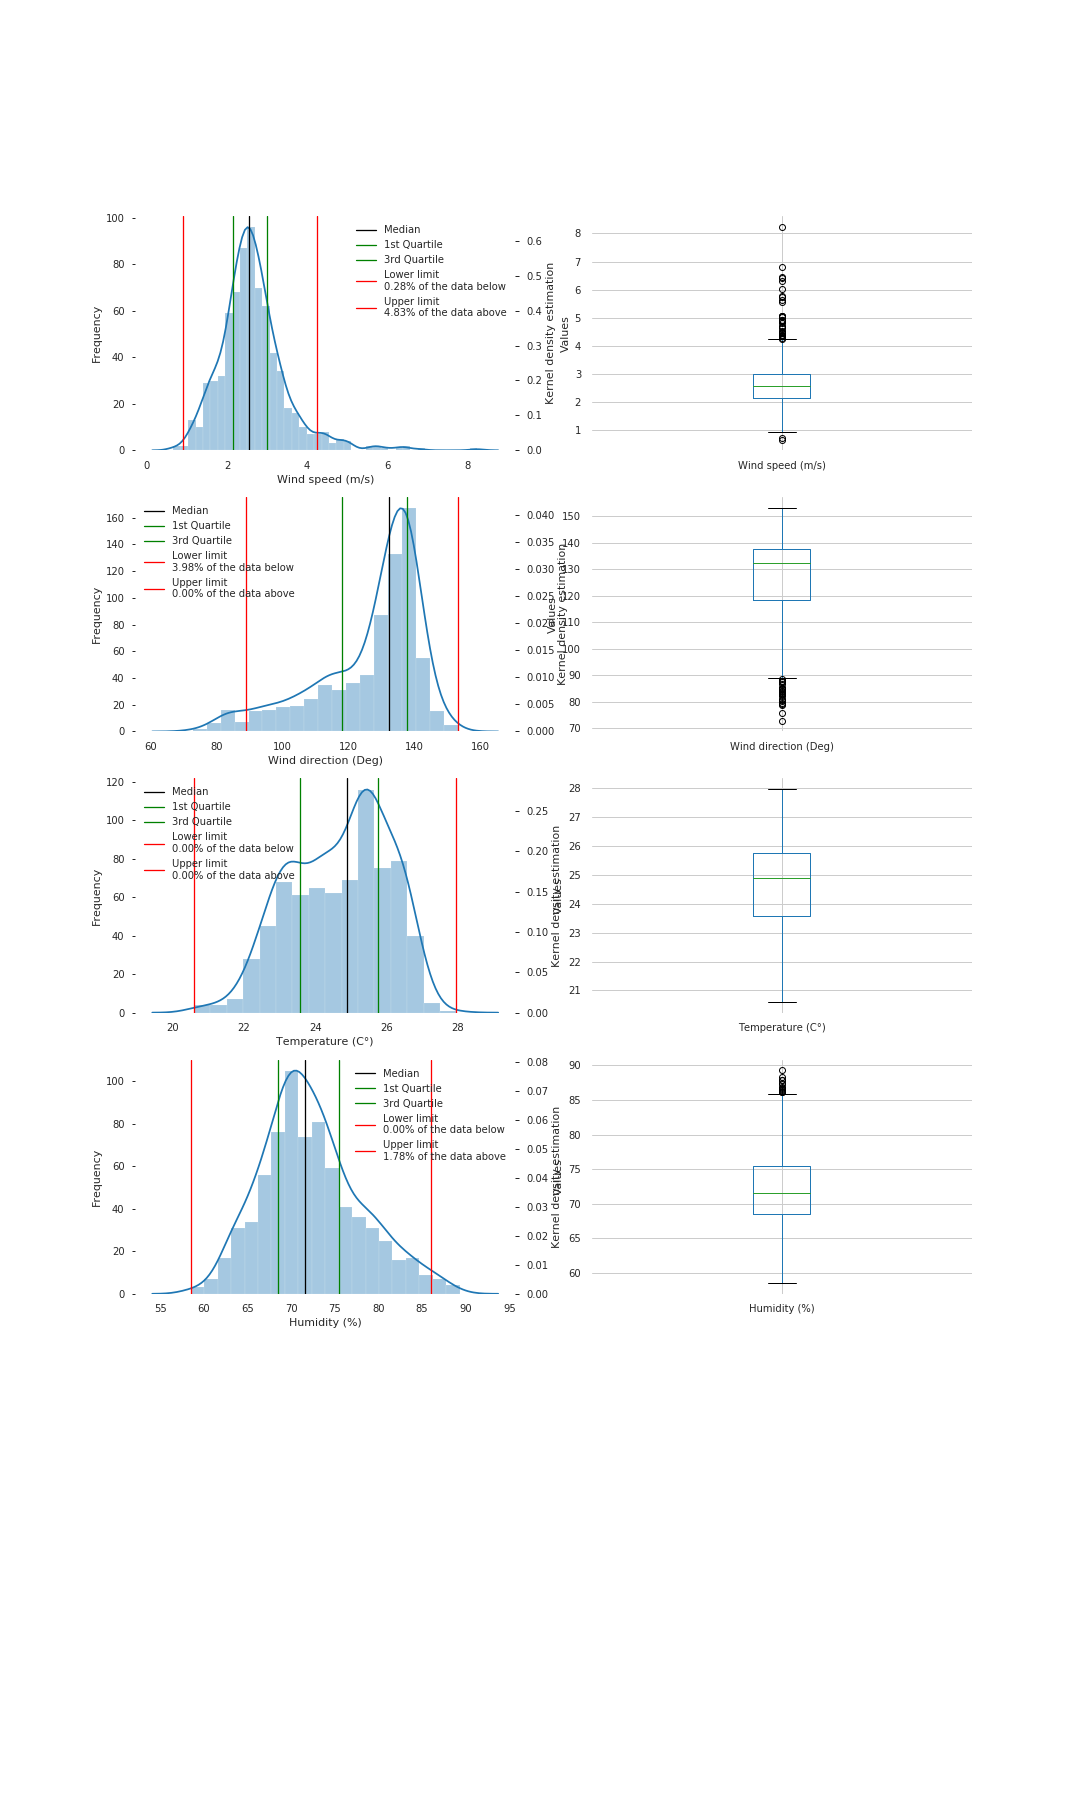 100
80
60
40
20
0
Frequency
0 2 4 6 8
Wind speed (m/s)
Median
1st Quartile
3rd Quartile
Lower limit
0.28% of the data below
Upper limit
4.83% of the data above
0.6
0.5
0.4
0.3
0.2
0.1
0.0
Kernel density estimation
Values
8
7
6
5
4
3
2
1
Wind speed (m/s)
160
140
120
100
80
60
40
20
0
Frequency
60 80 100 120 140 160
Wind direction (Deg)
Median
1st Quartile
3rd Quartile
Lower limit
3.98% of the data below
Upper limit
0.00% of the data above
0.040
0.035
0.030
0.025
0.020
0.015
0.010
0.005
0.000
Kernel density estimation
Values
150
140
130
120
110
100
90
80
70
Wind direction (Deg)
120
100
80
60
40
20
0
Frequency
20 22 24 26 28
Temperature (C°)
Median
1st Quartile
3rd Quartile
Lower limit
0.00% of the data below
Upper limit
0.00% of the data above
0.25
0.20
0.15
0.10
0.05
0.00
Kernel density estimation
Values
28
27
26
25
24
23
22
21
Temperature (C°)
100
80
60
40
20
0
Frequency
55 60 65 70 75 80 85 90 95
Humidity (%)
Median
1st Quartile
3rd Quartile
Lower limit
0.00% of the data below
Upper limit
1.78% of the data above
0.08
0.07
0.06
0.05
0.04
0.03
0.02
0.01
0.00
Kernel density estimation
Values
90
85
80
75
70
65
60
Humidity (%)